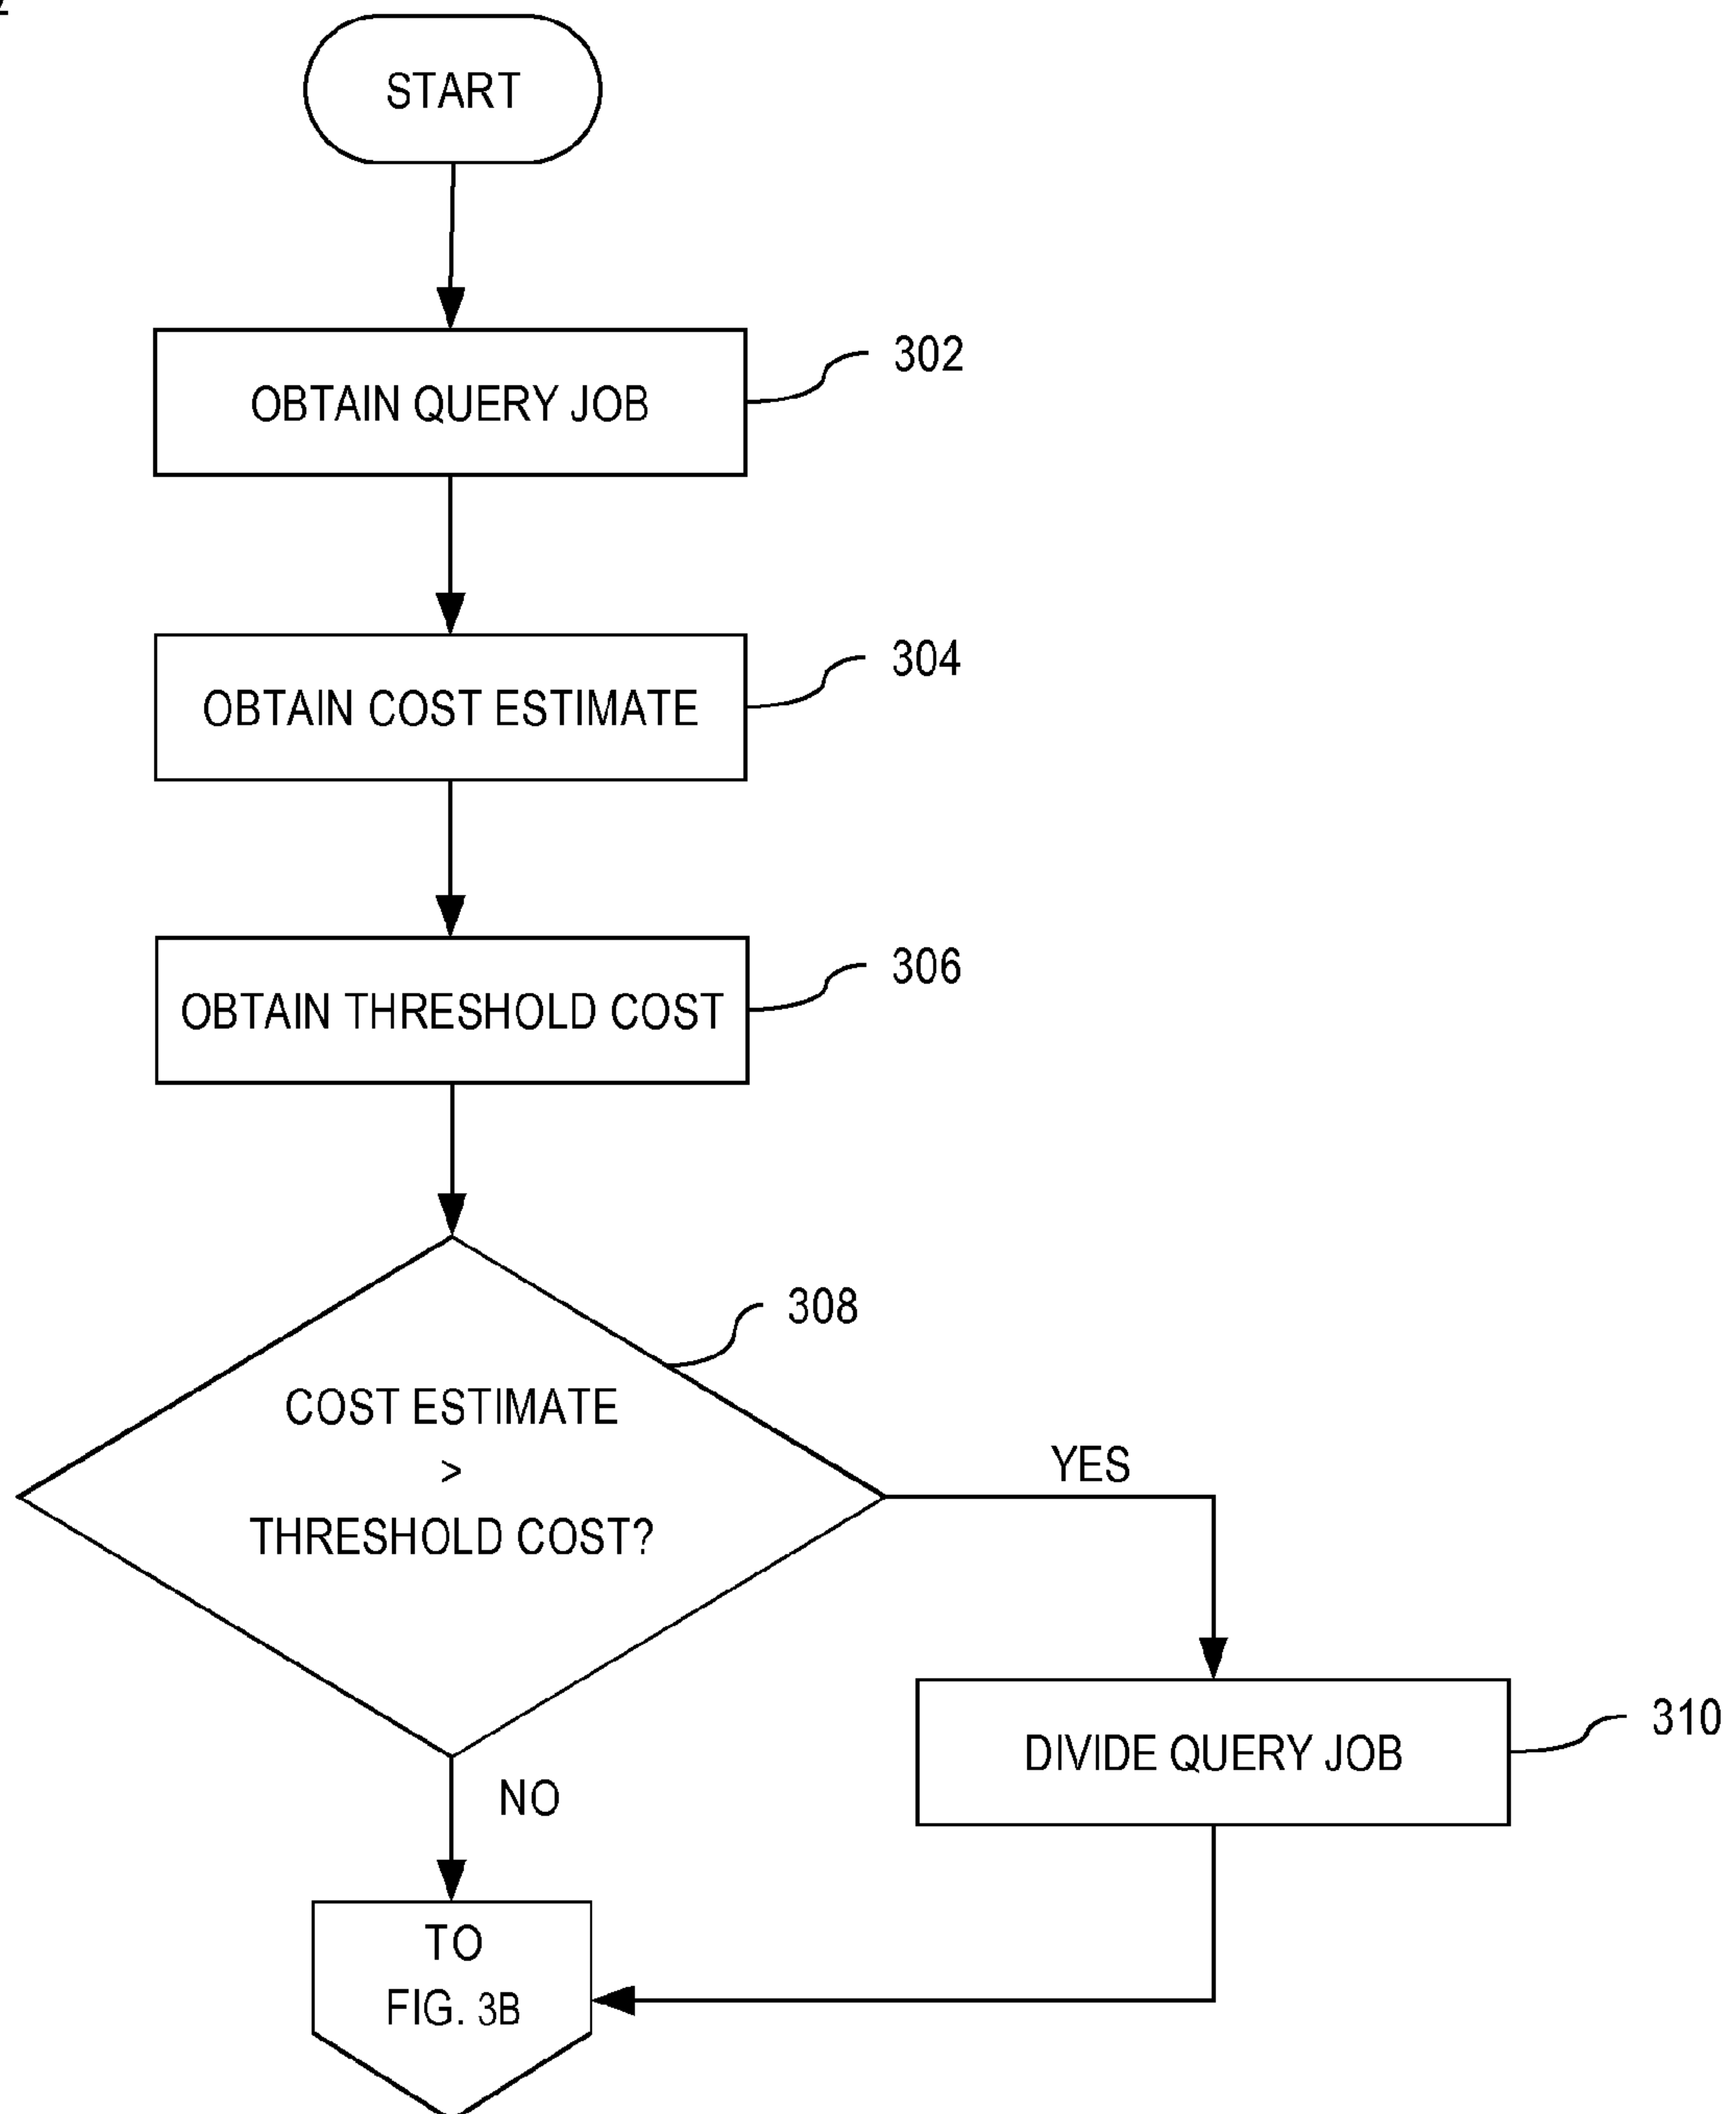 START
OBTAIN QUERY JOB
302
OBTAIN COST ESTIMATE
304
OBTAIN THRESHOLD COST
306
308
COST ESTIMATE
>
THRESHOLD COST?
YES
DIVIDE QUERY JOB
310
NO
TO
FIG. 3B